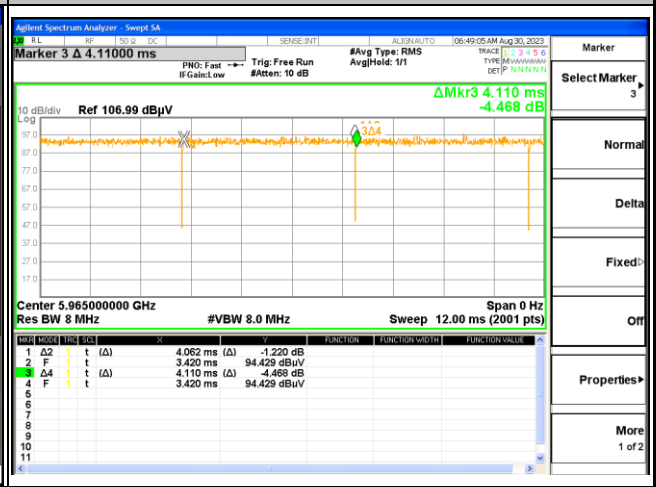 Agilent Spectrum Analyzer - Swept SA
RL RF 50 Ω DC SENSE:INT ALIGNAUTO 06:49:05 AM Aug 30, 2023
Marker 3 Δ 4.11000 ms
PNO: Fast
IFGain:Low
Trig: Free Run
#Atten: 10 dB
#Avg Type: RMS
Avg|Hold: 1/1
TRACE 1 2 3 4 5 6
TYPE M
DET P N N N N N
ΔMkr3 4.110 ms
-4.468 dB
10 dB/div Ref 106.99 dBµV
Log
97.0
87.0
77.0
67.0
57.0
47.0
37.0
27.0
17.0
3Δ4
Center 5.965000000 GHz Span 0 Hz
Res BW 8 MHz #VBW 8.0 MHz Sweep 12.00 ms (2001 pts)
MKR MODE TRC SCL X Y FUNCTION FUNCTION WIDTH FUNCTION VALUE
1 Δ2 1 t (Δ) 4.062 ms (Δ) -1.220 dB
2 F 1 t 3.420 ms 94.429 dBµV
3 Δ4 1 t (Δ) 4.110 ms (Δ) -4.468 dB
4 F 1 t 3.420 ms 94.429 dBµV
5
6
7
8
9
10
11
Marker
Select Marker
3
Normal
Delta
Fixed
Off
Properties
More
1 of 2